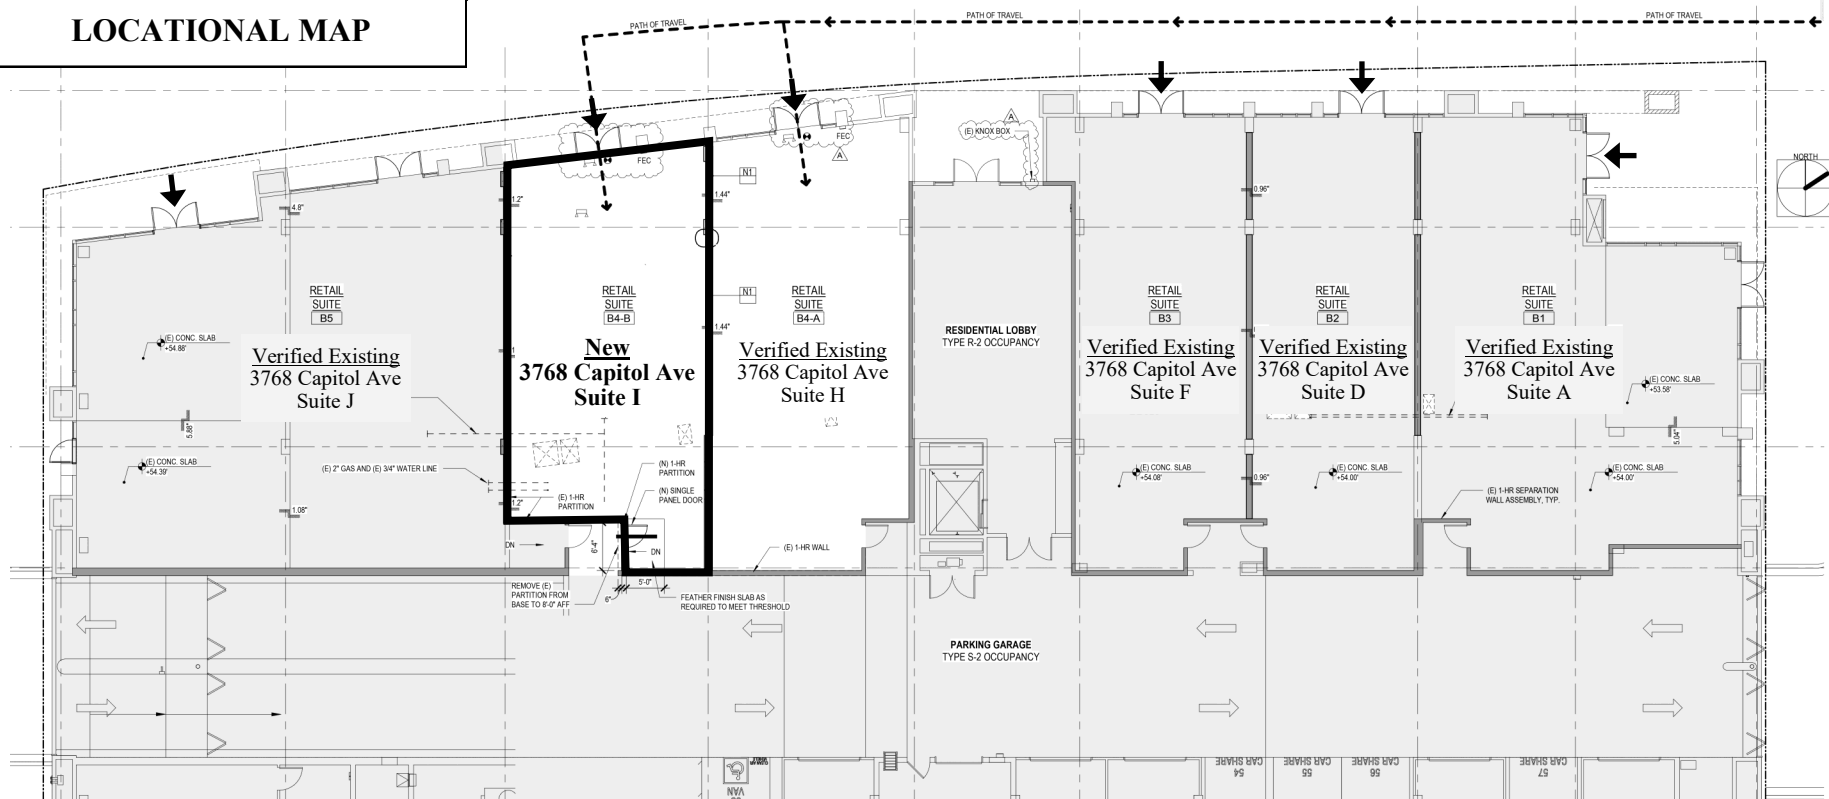 LOCATIONAL MAP
PATH OF TRAVEL
PATH OF TRAVEL
PATH OF TRAVEL
(E) KNOX BOX
A
FEC
FEC
A
NORTH
N1
N1
4.8"
1.2"
1.44"
0.96"
1.44"
RETAIL
SUITE
B5
RETAIL
SUITE
B4-B
RETAIL
SUITE
B4-A
RESIDENTIAL LOBBY
TYPE R-2 OCCUPANCY
RETAIL
SUITE
B3
RETAIL
SUITE
B2
RETAIL
SUITE
B1
(E) CONC. SLAB
+54.88'
Verified Existing
3768 Capitol Ave
Suite J
New
3768 Capitol Ave
Suite I
Verified Existing
3768 Capitol Ave
Suite H
Verified Existing
3768 Capitol Ave
Suite F
Verified Existing
3768 Capitol Ave
Suite D
Verified Existing
3768 Capitol Ave
Suite A
(E) CONC. SLAB
+53.58'
5.88"
5.04"
(E) CONC. SLAB
+54.39'
(E) 2" GAS AND (E) 3/4" WATER LINE
(N) 1-HR
PARTITION
(N) SINGLE
PANEL DOOR
(E) CONC. SLAB
+54.08'
(E) CONC. SLAB
+54.00'
(E) CONC. SLAB
+54.00'
1.08"
1.2"
(E) 1-HR
PARTITION
0.96"
(E) 1-HR SEPARATION
WALL ASSEMBLY, TYP.
DN
6'-4"
DN
(E) 1-HR WALL
REMOVE (E)
PARTITION FROM
BASE TO 8'-0" AFF
6"
5'-0"
FEATHER FINISH SLAB AS
REQUIRED TO MEET THRESHOLD
PARKING GARAGE
TYPE S-2 OCCUPANCY
VAN
CAR SHARE
54
CAR SHARE
55
CAR SHARE
56
CAR SHARE
57